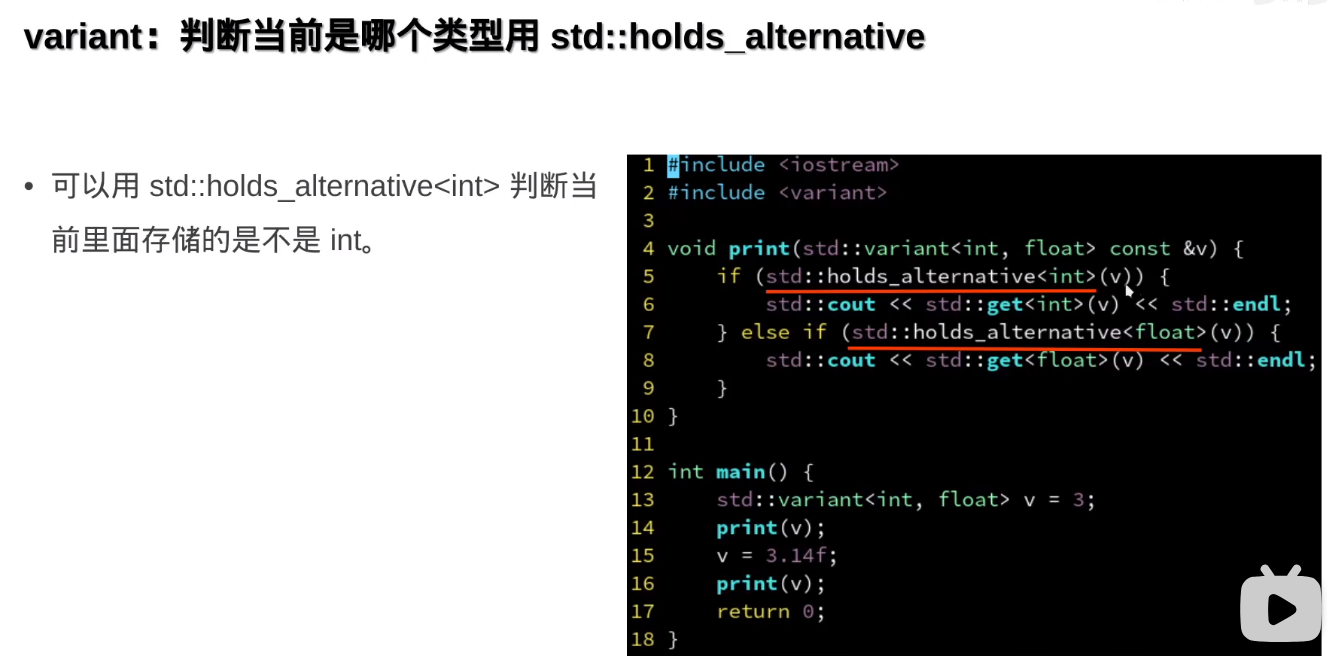 variant：判断当前是哪个类型用 std::holds_alternative
• 可以用 std::holds_alternative<int> 判断当
前里面存储的是不是 int。
1 #include <iostream>
2 #include <variant>
3
4 void print(std::variant<int, float> const &v) {
5     if (std::holds_alternative<int>(v)) {
6         std::cout << std::get<int>(v) << std::endl;
7     } else if (std::holds_alternative<float>(v)) {
8         std::cout << std::get<float>(v) << std::endl;
9     }
10 }
11
12 int main() {
13     std::variant<int, float> v = 3;
14     print(v);
15     v = 3.14f;
16     print(v);
17     return 0;
18 }